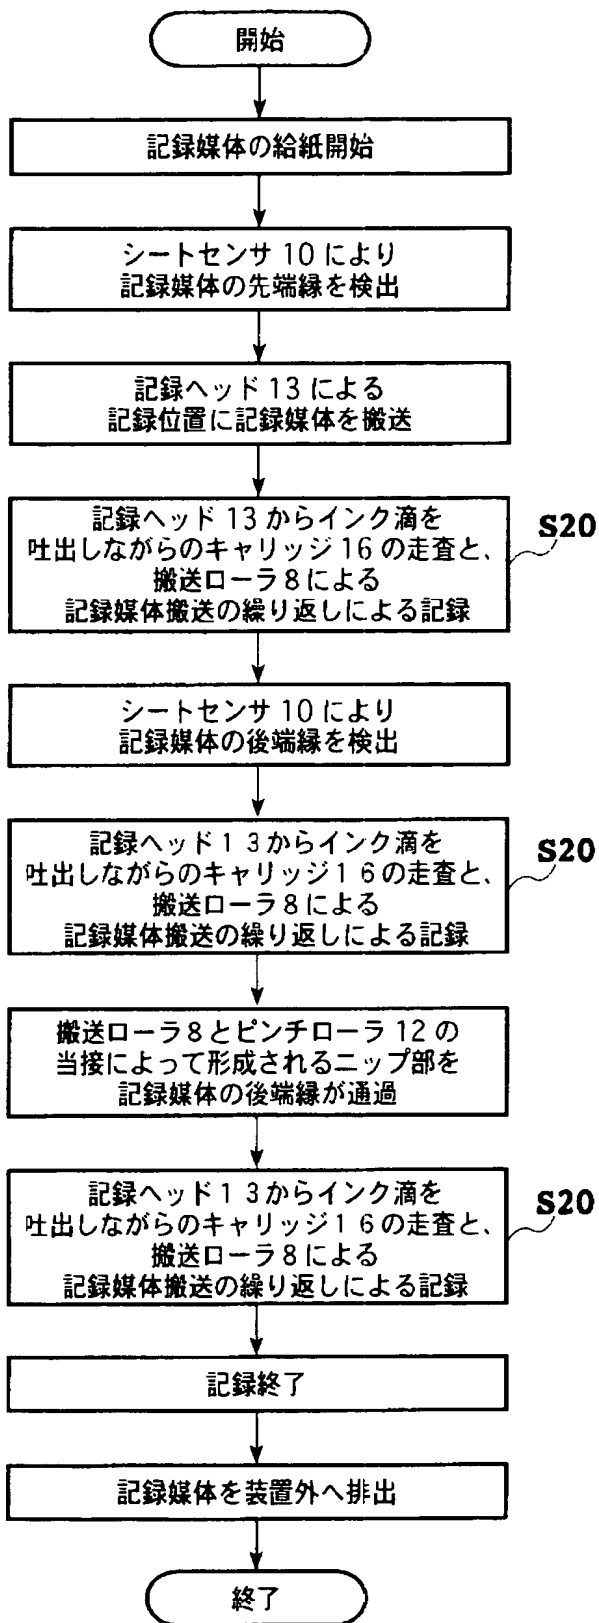 開始
記録媒体の給紙開始
シートセンサ 10 により
記録媒体の先端縁を検出
記録ヘッド 13 による
記録位置に記録媒体を搬送
記録ヘッド 13 からインク滴を
吐出しながらのキャリッジ 16 の走査と、
搬送ローラ 8 による
記録媒体搬送の繰り返しによる記録
S20
シートセンサ 10 により
記録媒体の後端縁を検出
記録ヘッド1 3からインク滴を
吐出しながらのキャリッジ1 6の走査と、
搬送ローラ8による
記録媒体搬送の繰り返しによる記録
S20
搬送ローラ8とピンチローラ 12 の
当接によって形成されるニップ部を
記録媒体の後端縁が通過
記録ヘッド1 3からインク滴を
吐出しながらのキャリッジ1 6の走査と、
搬送ローラ8による
記録媒体搬送の繰り返しによる記録
S20
記録終了
記録媒体を装置外へ排出
終了